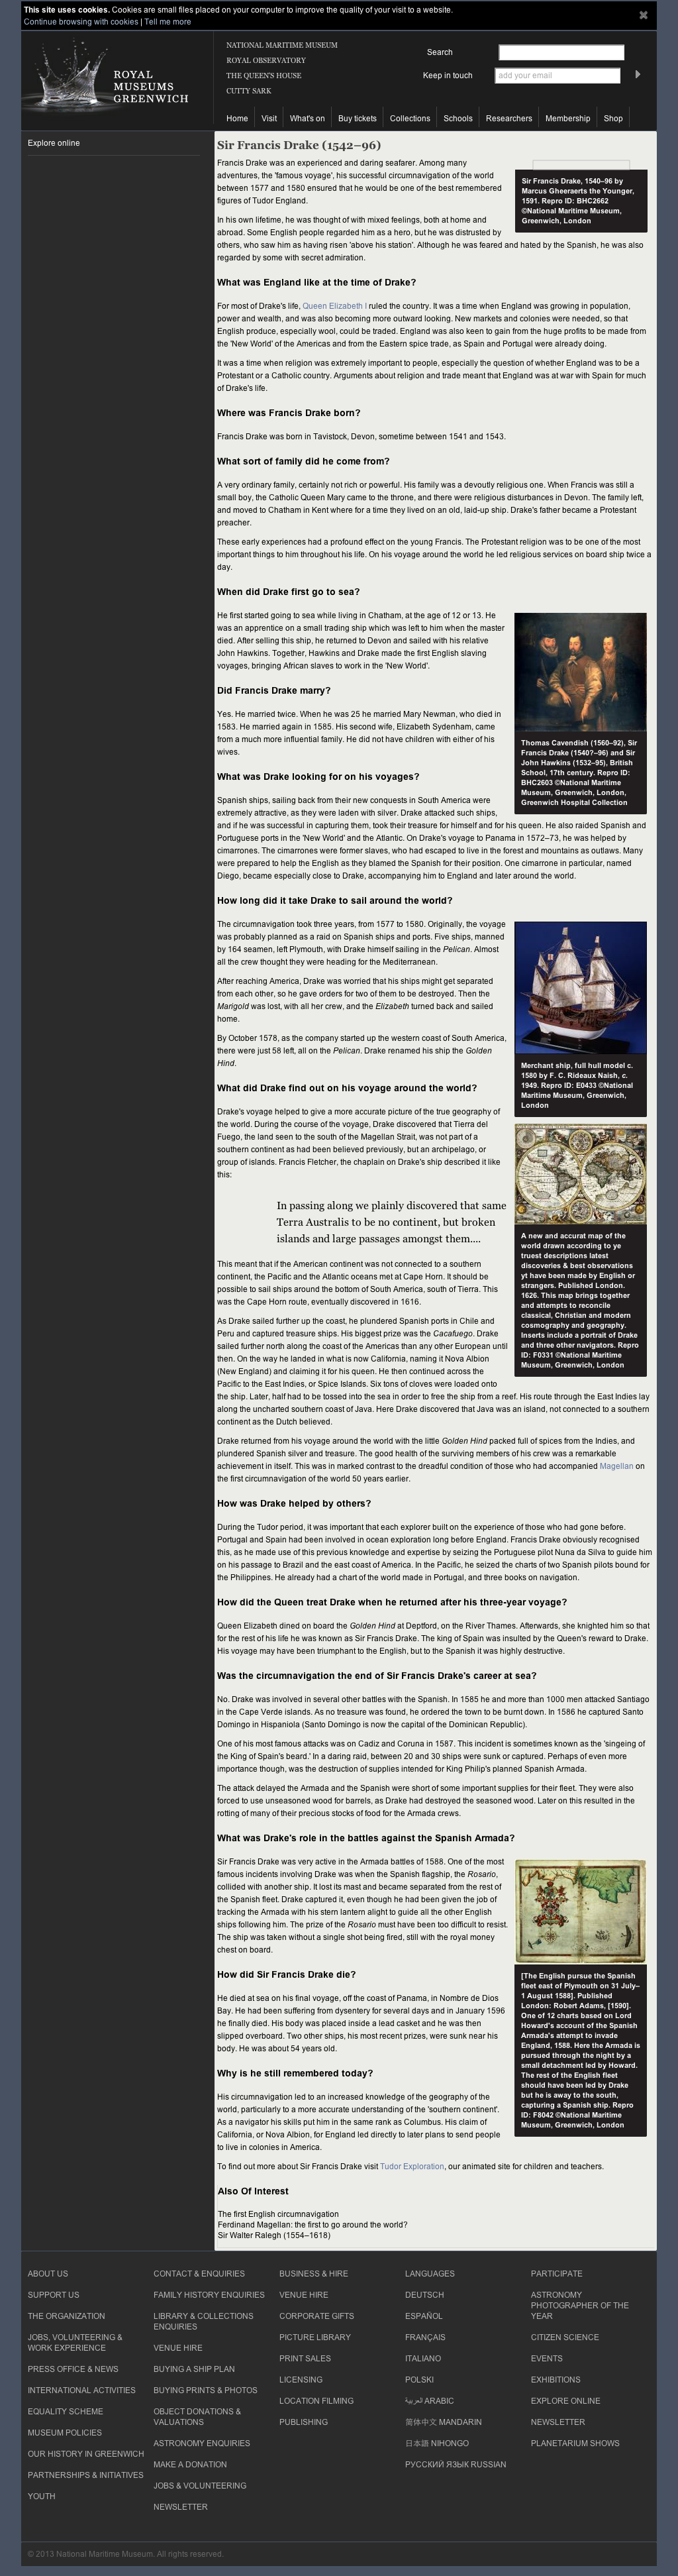 This site uses cookies. Cookies are small files placed on your computer to improve the quality of your visit to a website.
Continue browsing with cookies | Tell me more
ROYAL
MUSEUMS
GREENWICH
NATIONAL MARITIME MUSEUM
ROYAL OBSERVATORY
THE QUEEN'S HOUSE
CUTTY SARK
Search
Keep in touch
add your email
Home
Visit
What's on
Buy tickets
Collections
Schools
Researchers
Membership
Shop
Explore online
Sir Francis Drake (1542–96)
Francis Drake was an experienced and daring seafarer. Among many
adventures, the 'famous voyage', his successful circumnavigation of the world
between 1577 and 1580 ensured that he would be one of the best remembered
figures of Tudor England.
Sir Francis Drake, 1540–96 by
Marcus Gheeraerts the Younger,
1591. Repro ID: BHC2662
©National Maritime Museum,
Greenwich, London
In his own lifetime, he was thought of with mixed feelings, both at home and
abroad. Some English people regarded him as a hero, but he was distrusted by
others, who saw him as having risen 'above his station'. Although he was feared and hated by the Spanish, he was also
regarded by some with secret admiration.
What was England like at the time of Drake?
For most of Drake's life, Queen Elizabeth I ruled the country. It was a time when England was growing in population,
power and wealth, and was also becoming more outward looking. New markets and colonies were needed, so that
English produce, especially wool, could be traded. England was also keen to gain from the huge profits to be made from
the 'New World' of the Americas and from the Eastern spice trade, as Spain and Portugal were already doing.
It was a time when religion was extremely important to people, especially the question of whether England was to be a
Protestant or a Catholic country. Arguments about religion and trade meant that England was at war with Spain for much
of Drake's life.
Where was Francis Drake born?
Francis Drake was born in Tavistock, Devon, sometime between 1541 and 1543.
What sort of family did he come from?
A very ordinary family, certainly not rich or powerful. His family was a devoutly religious one. When Francis was still a
small boy, the Catholic Queen Mary came to the throne, and there were religious disturbances in Devon. The family left,
and moved to Chatham in Kent where for a time they lived on an old, laid-up ship. Drake's father became a Protestant
preacher.
These early experiences had a profound effect on the young Francis. The Protestant religion was to be one of the most
important things to him throughout his life. On his voyage around the world he led religious services on board ship twice a
day.
When did Drake first go to sea?
He first started going to sea while living in Chatham, at the age of 12 or 13. He
was an apprentice on a small trading ship which was left to him when the master
died. After selling this ship, he returned to Devon and sailed with his relative
John Hawkins. Together, Hawkins and Drake made the first English slaving
voyages, bringing African slaves to work in the 'New World'.
Did Francis Drake marry?
Yes. He married twice. When he was 25 he married Mary Newman, who died in
1583. He married again in 1585. His second wife, Elizabeth Sydenham, came
from a much more influential family. He did not have children with either of his
wives.
Thomas Cavendish (1560–92), Sir
Francis Drake (1540?–96) and Sir
John Hawkins (1532–95), British
School, 17th century. Repro ID:
BHC2603 ©National Maritime
Museum, Greenwich, London,
Greenwich Hospital Collection
What was Drake looking for on his voyages?
Spanish ships, sailing back from their new conquests in South America were
extremely attractive, as they were laden with silver. Drake attacked such ships,
and if he was successful in capturing them, took their treasure for himself and for his queen. He also raided Spanish and
Portuguese ports in the 'New World' and the Atlantic. On Drake's voyage to Panama in 1572–73, he was helped by
cimarrones. The cimarrones were former slaves, who had escaped to live in the forest and mountains as outlaws. Many
were prepared to help the English as they blamed the Spanish for their position. One cimarrone in particular, named
Diego, became especially close to Drake, accompanying him to England and later around the world.
How long did it take Drake to sail around the world?
The circumnavigation took three years, from 1577 to 1580. Originally, the voyage
was probably planned as a raid on Spanish ships and ports. Five ships, manned
by 164 seamen, left Plymouth, with Drake himself sailing in the Pelican. Almost
all the crew thought they were heading for the Mediterranean.
After reaching America, Drake was worried that his ships might get separated
from each other, so he gave orders for two of them to be destroyed. Then the
Marigold was lost, with all her crew, and the Elizabeth turned back and sailed
home.
By October 1578, as the company started up the western coast of South America,
there were just 58 left, all on the Pelican. Drake renamed his ship the Golden
Hind.
Merchant ship, full hull model c.
1580 by F. C. Rideaux Naish, c.
1949. Repro ID: E0433 ©National
Maritime Museum, Greenwich,
London
What did Drake find out on his voyage around the world?
Drake's voyage helped to give a more accurate picture of the true geography of
the world. During the course of the voyage, Drake discovered that Tierra del
Fuego, the land seen to the south of the Magellan Strait, was not part of a
southern continent as had been believed previously, but an archipelago, or
group of islands. Francis Fletcher, the chaplain on Drake's ship described it like
this:
In passing along we plainly discovered that same
Terra Australis to be no continent, but broken
islands and large passages amongst them....
A new and accurat map of the
world drawn according to ye
truest descriptions latest
discoveries & best observations
yt have been made by English or
strangers. Published London.
1626. This map brings together
and attempts to reconcile
classical, Christian and modern
cosmography and geography.
Inserts include a portrait of Drake
and three other navigators. Repro
ID: F0331 ©National Maritime
Museum, Greenwich, London
This meant that if the American continent was not connected to a southern
continent, the Pacific and the Atlantic oceans met at Cape Horn. It should be
possible to sail ships around the bottom of South America, south of Tierra. This
was the Cape Horn route, eventually discovered in 1616.
As Drake sailed further up the coast, he plundered Spanish ports in Chile and
Peru and captured treasure ships. His biggest prize was the Cacafuego. Drake
sailed further north along the coast of the Americas than any other European until
then. On the way he landed in what is now California, naming it Nova Albion
(New England) and claiming it for his queen. He then continued across the
Pacific to the East Indies, or Spice Islands. Six tons of cloves were loaded onto
the ship. Later, half had to be tossed into the sea in order to free the ship from a reef. His route through the East Indies lay
along the uncharted southern coast of Java. Here Drake discovered that Java was an island, not connected to a southern
continent as the Dutch believed.
Drake returned from his voyage around the world with the little Golden Hind packed full of spices from the Indies, and
plundered Spanish silver and treasure. The good health of the surviving members of his crew was a remarkable
achievement in itself. This was in marked contrast to the dreadful condition of those who had accompanied Magellan on
the first circumnavigation of the world 50 years earlier.
How was Drake helped by others?
During the Tudor period, it was important that each explorer built on the experience of those who had gone before.
Portugal and Spain had been involved in ocean exploration long before England. Francis Drake obviously recognised
this, as he made use of this previous knowledge and expertise by seizing the Portuguese pilot Nuna da Silva to guide him
on his passage to Brazil and the east coast of America. In the Pacific, he seized the charts of two Spanish pilots bound for
the Philippines. He already had a chart of the world made in Portugal, and three books on navigation.
How did the Queen treat Drake when he returned after his three-year voyage?
Queen Elizabeth dined on board the Golden Hind at Deptford, on the River Thames. Afterwards, she knighted him so that
for the rest of his life he was known as Sir Francis Drake. The king of Spain was insulted by the Queen's reward to Drake.
His voyage may have been triumphant to the English, but to the Spanish it was highly destructive.
Was the circumnavigation the end of Sir Francis Drake's career at sea?
No. Drake was involved in several other battles with the Spanish. In 1585 he and more than 1000 men attacked Santiago
in the Cape Verde islands. As no treasure was found, he ordered the town to be burnt down. In 1586 he captured Santo
Domingo in Hispaniola (Santo Domingo is now the capital of the Dominican Republic).
One of his most famous attacks was on Cadiz and Coruna in 1587. This incident is sometimes known as the 'singeing of
the King of Spain's beard.' In a daring raid, between 20 and 30 ships were sunk or captured. Perhaps of even more
importance though, was the destruction of supplies intended for King Philip's planned Spanish Armada.
The attack delayed the Armada and the Spanish were short of some important supplies for their fleet. They were also
forced to use unseasoned wood for barrels, as Drake had destroyed the seasoned wood. Later on this resulted in the
rotting of many of their precious stocks of food for the Armada crews.
What was Drake's role in the battles against the Spanish Armada?
Sir Francis Drake was very active in the Armada battles of 1588. One of the most
famous incidents involving Drake was when the Spanish flagship, the Rosario,
collided with another ship. It lost its mast and became separated from the rest of
the Spanish fleet. Drake captured it, even though he had been given the job of
tracking the Armada with his stern lantern alight to guide all the other English
ships following him. The prize of the Rosario must have been too difficult to resist.
The ship was taken without a single shot being fired, still with the royal money
chest on board.
How did Sir Francis Drake die?
He died at sea on his final voyage, off the coast of Panama, in Nombre de Dios
Bay. He had been suffering from dysentery for several days and in January 1596
he finally died. His body was placed inside a lead casket and he was then
slipped overboard. Two other ships, his most recent prizes, were sunk near his
body. He was about 54 years old.
[The English pursue the Spanish
fleet east of Plymouth on 31 July–
1 August 1588]. Published
London: Robert Adams, [1590].
One of 12 charts based on Lord
Howard's account of the Spanish
Armada's attempt to invade
England, 1588. Here the Armada is
pursued through the night by a
small detachment led by Howard.
The rest of the English fleet
should have been led by Drake
but he is away to the south,
capturing a Spanish ship. Repro
ID: F8042 ©National Maritime
Museum, Greenwich, London
Why is he still remembered today?
His circumnavigation led to an increased knowledge of the geography of the
world, particularly to a more accurate understanding of the 'southern continent'.
As a navigator his skills put him in the same rank as Columbus. His claim of
California, or Nova Albion, for England led directly to later plans to send people
to live in colonies in America.
To find out more about Sir Francis Drake visit Tudor Exploration, our animated site for children and teachers.
Also Of Interest
The first English circumnavigation
Ferdinand Magellan: the first to go around the world?
Sir Walter Ralegh (1554–1618)
ABOUT US
SUPPORT US
THE ORGANIZATION
JOBS, VOLUNTEERING &
WORK EXPERIENCE
PRESS OFFICE & NEWS
INTERNATIONAL ACTIVITIES
EQUALITY SCHEME
MUSEUM POLICIES
OUR HISTORY IN GREENWICH
PARTNERSHIPS & INITIATIVES
YOUTH
CONTACT & ENQUIRIES
FAMILY HISTORY ENQUIRIES
LIBRARY & COLLECTIONS
ENQUIRIES
VENUE HIRE
BUYING A SHIP PLAN
BUYING PRINTS & PHOTOS
OBJECT DONATIONS &
VALUATIONS
ASTRONOMY ENQUIRIES
MAKE A DONATION
JOBS & VOLUNTEERING
NEWSLETTER
BUSINESS & HIRE
VENUE HIRE
CORPORATE GIFTS
PICTURE LIBRARY
PRINT SALES
LICENSING
LOCATION FILMING
PUBLISHING
LANGUAGES
DEUTSCH
ESPAÑOL
FRANÇAIS
ITALIANO
POLSKI
العربية ARABIC
简体中文 MANDARIN
日本語 NIHONGO
РУССКИЙ ЯЗЫК RUSSIAN
PARTICIPATE
ASTRONOMY
PHOTOGRAPHER OF THE
YEAR
CITIZEN SCIENCE
EVENTS
EXHIBITIONS
EXPLORE ONLINE
NEWSLETTER
PLANETARIUM SHOWS
© 2013 National Maritime Museum. All rights reserved.